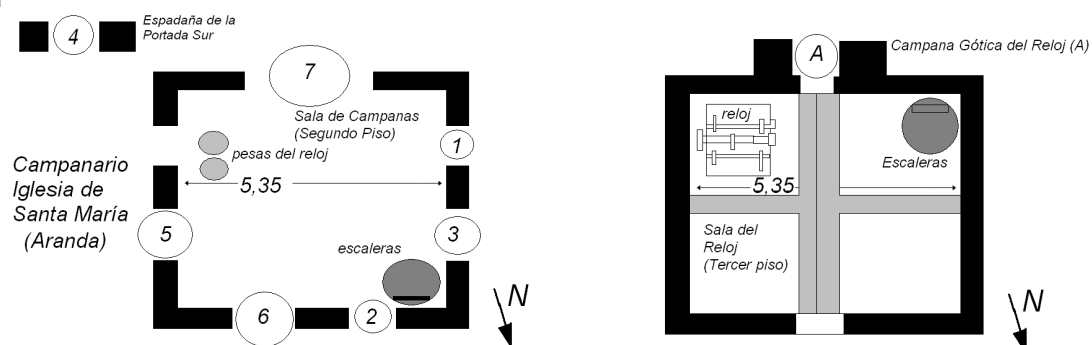 4
Espadaña de la
Portada Sur
7
Sala de Campanas
(Segundo Piso)
1
pesas del reloj
5,35
Campanario
Iglesia de
Santa María
(Aranda)
5
3
escaleras
6
2
N
A
Campana Gótica del Reloj (A)
reloj
Escaleras
5,35
Sala del
Reloj
(Tercer piso)
N